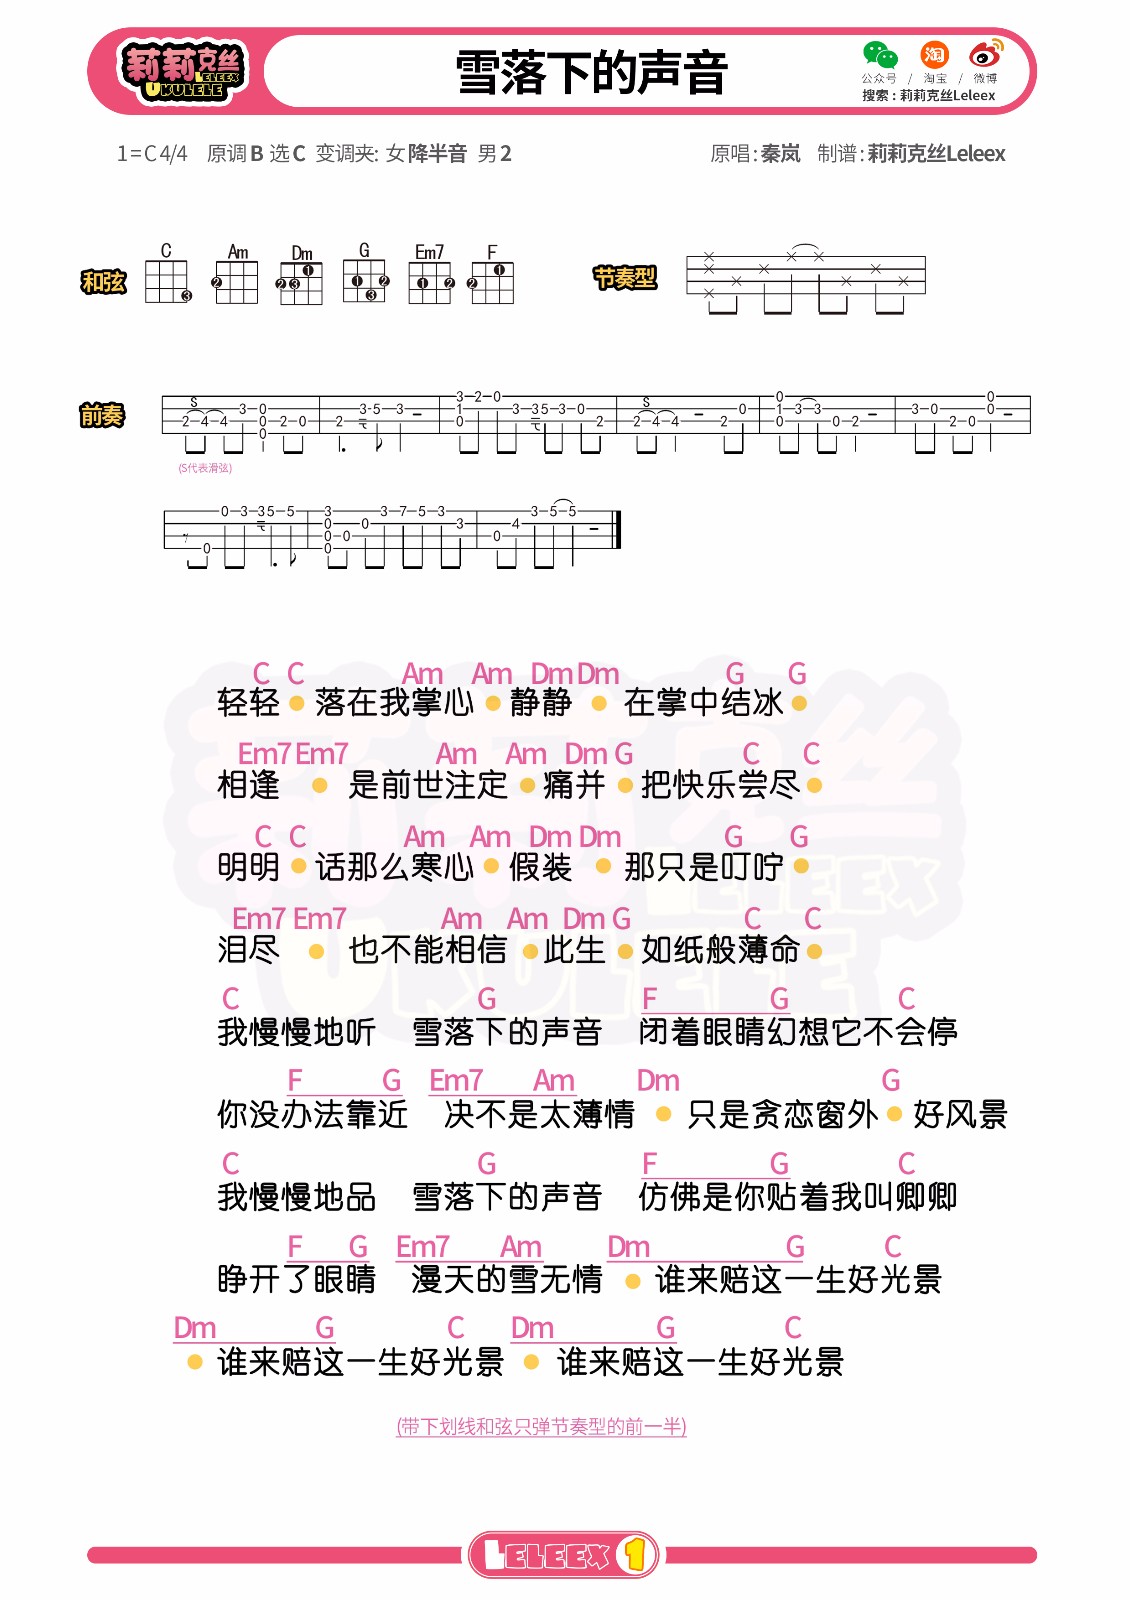 莉莉克丝
LELEEX
UKULELE
雪落下的声音
公众号 / 淘宝 / 微博
搜索：莉莉克丝Leleex
1=C 4/4 原调B 选C 变调夹: 女降半音 男2
原唱:秦岚 制谱:莉莉克丝Leleex
和弦
C Am Dm G Em7 F
节奏型
前奏
(S代表滑弦)
C C Am Am Dm Dm G G
轻轻 落在我掌心 静静 在掌中结冰
Em7 Em7 Am Am Dm G C C
相逢 是前世注定 痛并 把快乐尝尽
C C Am Am Dm Dm G G
明明 话那么寒心 假装 那只是叮咛
Em7 Em7 Am Am Dm G C C
泪尽 也不能相信 此生 如纸般薄命
C G F G C
我慢慢地听 雪落下的声音 闭着眼睛幻想它不会停
F G Em7 Am Dm G
你没办法靠近 决不是太薄情 只是贪恋窗外 好风景
C G F G C
我慢慢地品 雪落下的声音 仿佛是你贴着我叫卿卿
F G Em7 Am Dm G C
睁开了眼睛 漫天的雪无情 谁来赔这一生好光景
Dm G C Dm G C
谁来赔这一生好光景 谁来赔这一生好光景
(带下划线和弦只弹节奏型的前一半)
LELEEX 1